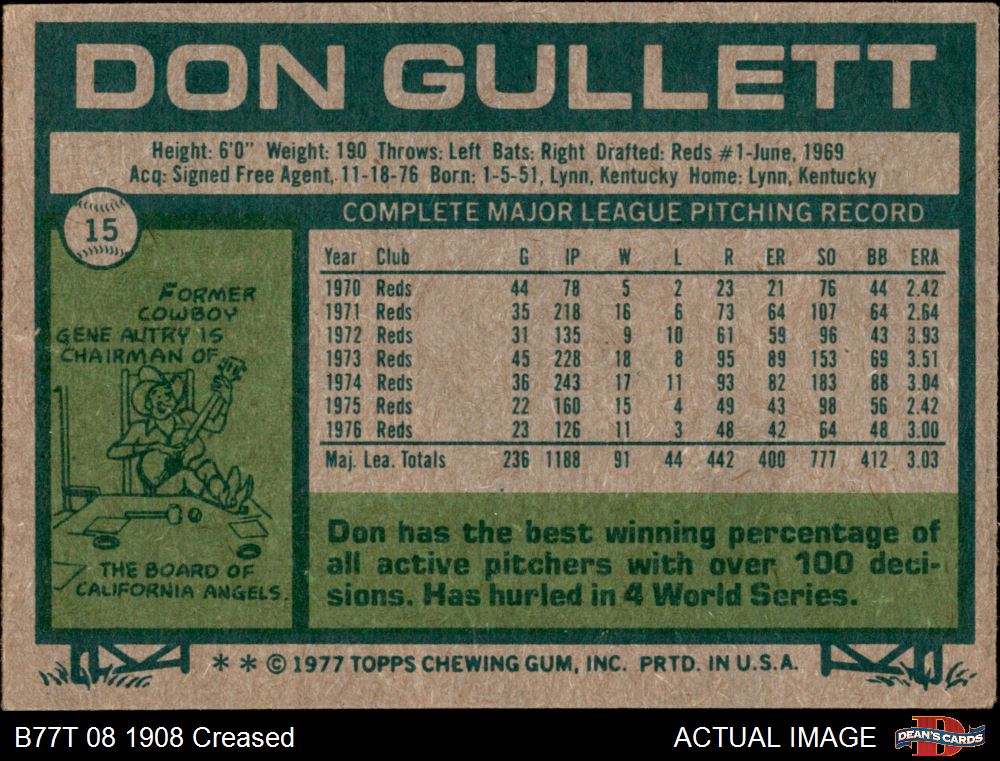 DON GULLETT
Height: 6'0" Weight: 190 Throws: Left Bats: Right Drafted: Reds #1-June, 1969
Acq: Signed Free Agent, 11-18-76 Born: 1-5-51, Lynn, Kentucky Home: Lynn, Kentucky
15
COMPLETE MAJOR LEAGUE PITCHING RECORD
Year Club G IP W L R ER SO BB ERA
1970 Reds 44 78 5 2 23 21 76 44 2.42
1971 Reds 35 218 16 6 73 64 107 64 2.64
1972 Reds 31 135 9 10 61 59 96 43 3.93
1973 Reds 45 228 18 8 95 89 153 69 3.51
1974 Reds 36 243 17 11 93 82 183 88 3.04
1975 Reds 22 160 15 4 49 43 98 56 2.42
1976 Reds 23 126 11 3 48 42 64 48 3.00
Maj. Lea. Totals 236 1188 91 44 442 400 777 412 3.03
FORMER
COWBOY
GENE AUTRY IS
CHAIRMAN OF
THE BOARD OF
CALIFORNIA ANGELS.
Don has the best winning percentage of
all active pitchers with over 100 deci-
sions. Has hurled in 4 World Series.
* * © 1977 TOPPS CHEWING GUM, INC. PRTD. IN U.S.A.
B77T 08 1908 Creased
ACTUAL IMAGE
D
DEAN'S CARDS